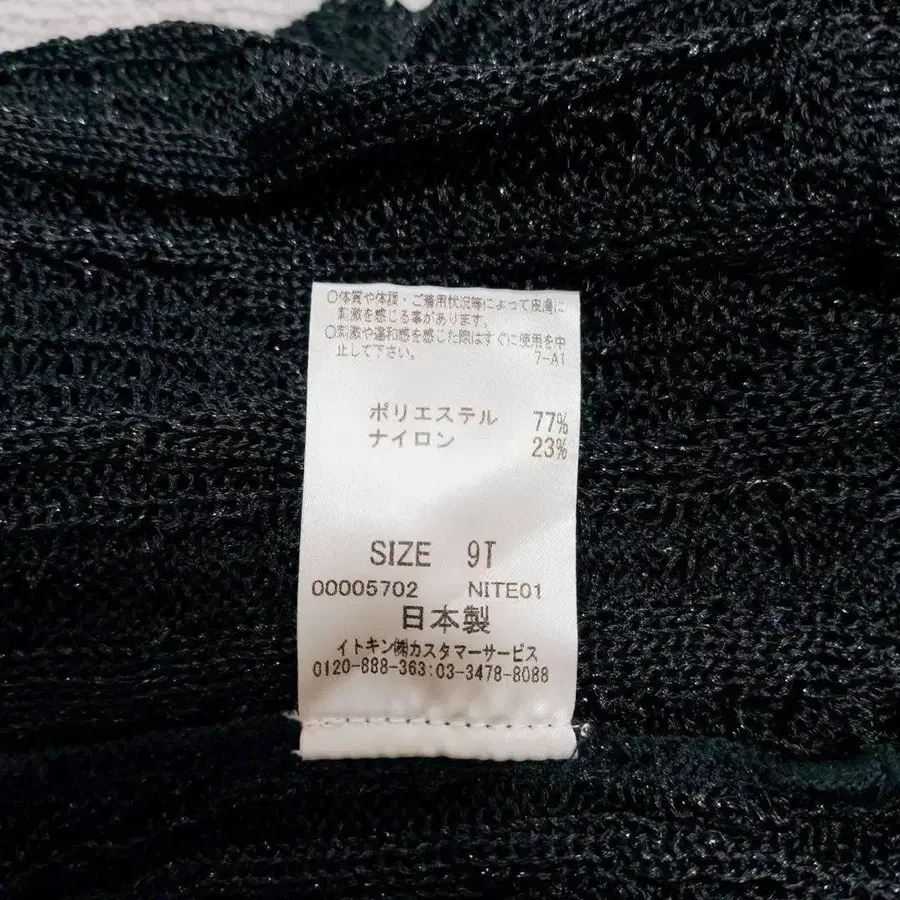 ○体質や体調・ご着用状況等によって皮膚に
刺激を感じる事があります。
○刺激や違和感を感じた際はすぐに使用を中
止して下さい。 7-A1
ポリエステル 77%
ナイロン 23%
SIZE 9T
00005702 NITE01
日本製
イトキン㈱カスタマーサービス
0120-888-363:03-3478-8088